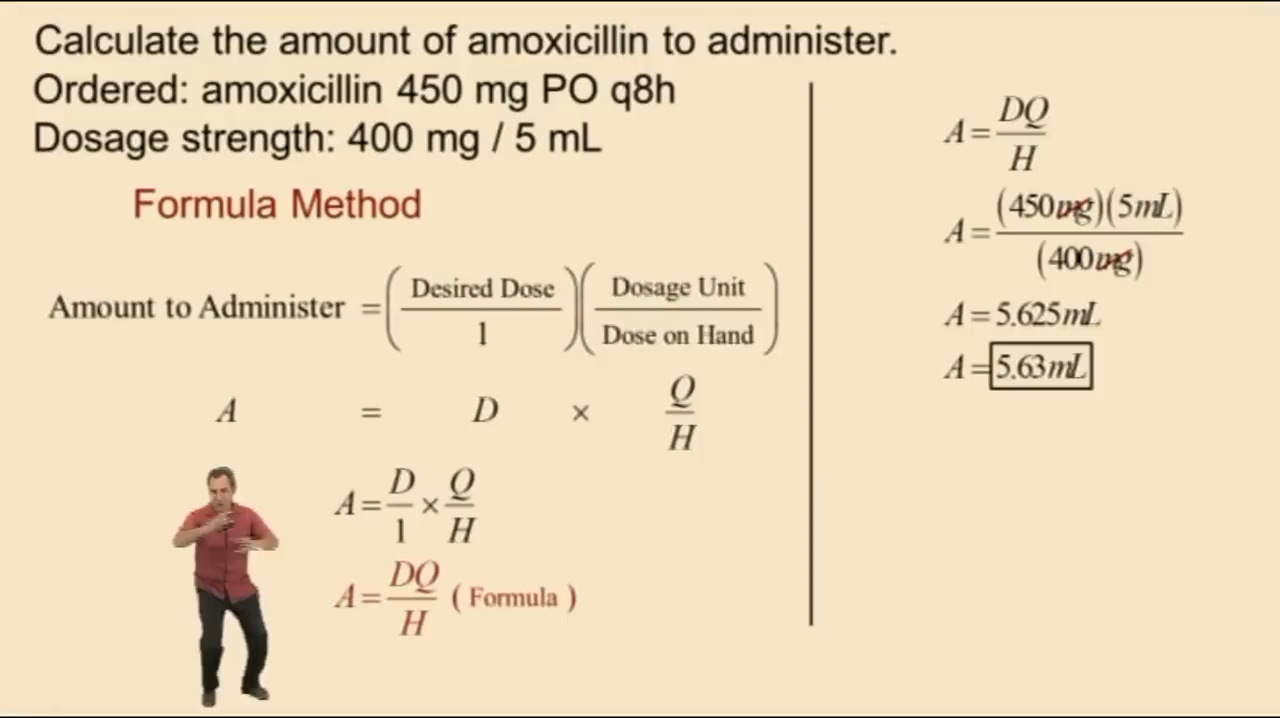 Calculate the amount of amoxicillin to administer.
Ordered: amoxicillin 450 mg PO q8h
Dosage strength: 400 mg / 5 mL
Formula Method
Amount to Administer = (Desired Dose / 1)(Dosage Unit / Dose on Hand)
A = D × Q / H
A = D / 1 × Q / H
A = DQ / H ( Formula )
A = DQ / H
A = (450mg)(5mL) / (400mg)
A = 5.625mL
A = 5.63mL